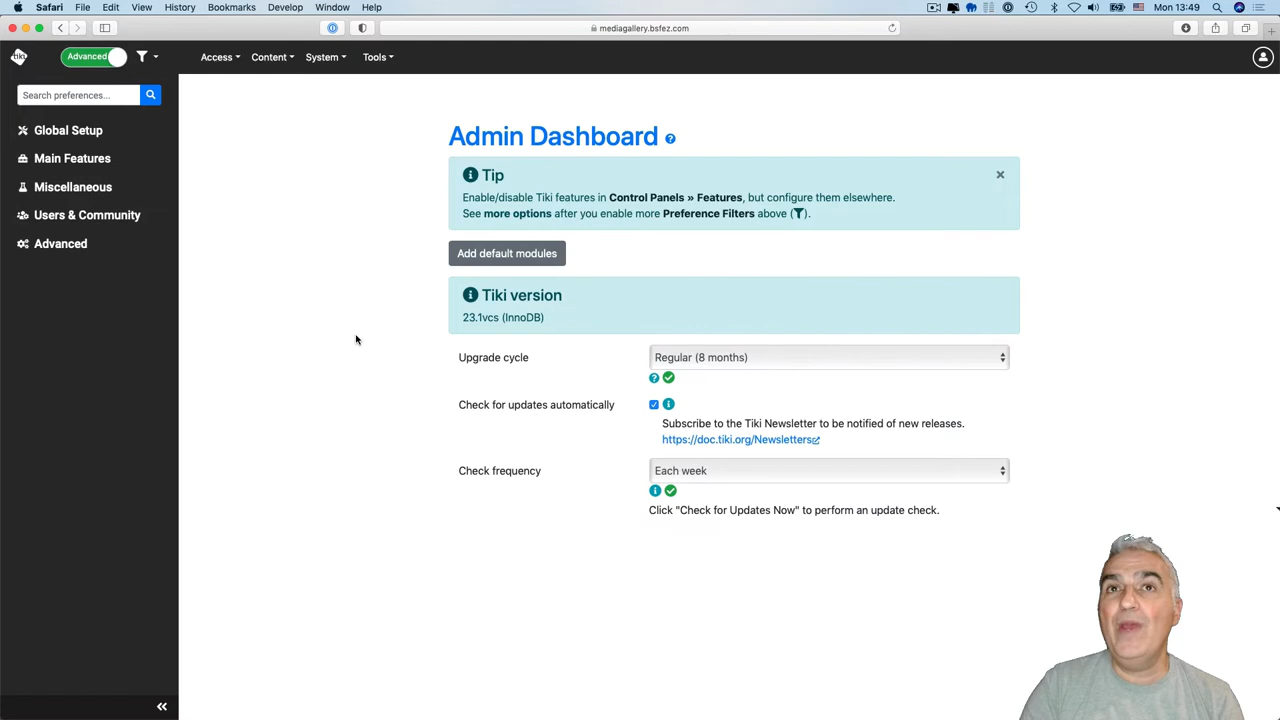 Safari File Edit View History Bookmarks Develop Window Help
Mon 13:49
mediagallery.bsfez.com
tiki Advanced Access Content System Tools
Search preferences...
Global Setup
Main Features
Miscellaneous
Users & Community
Advanced
Admin Dashboard
Tip
Enable/disable Tiki features in Control Panels » Features, but configure them elsewhere.
See more options after you enable more Preference Filters above ( ).
Add default modules
Tiki version
23.1vcs (InnoDB)
Upgrade cycle Regular (8 months)
Check for updates automatically
Subscribe to the Tiki Newsletter to be notified of new releases.
https://doc.tiki.org/Newsletters
Check frequency Each week
Click "Check for Updates Now" to perform an update check.